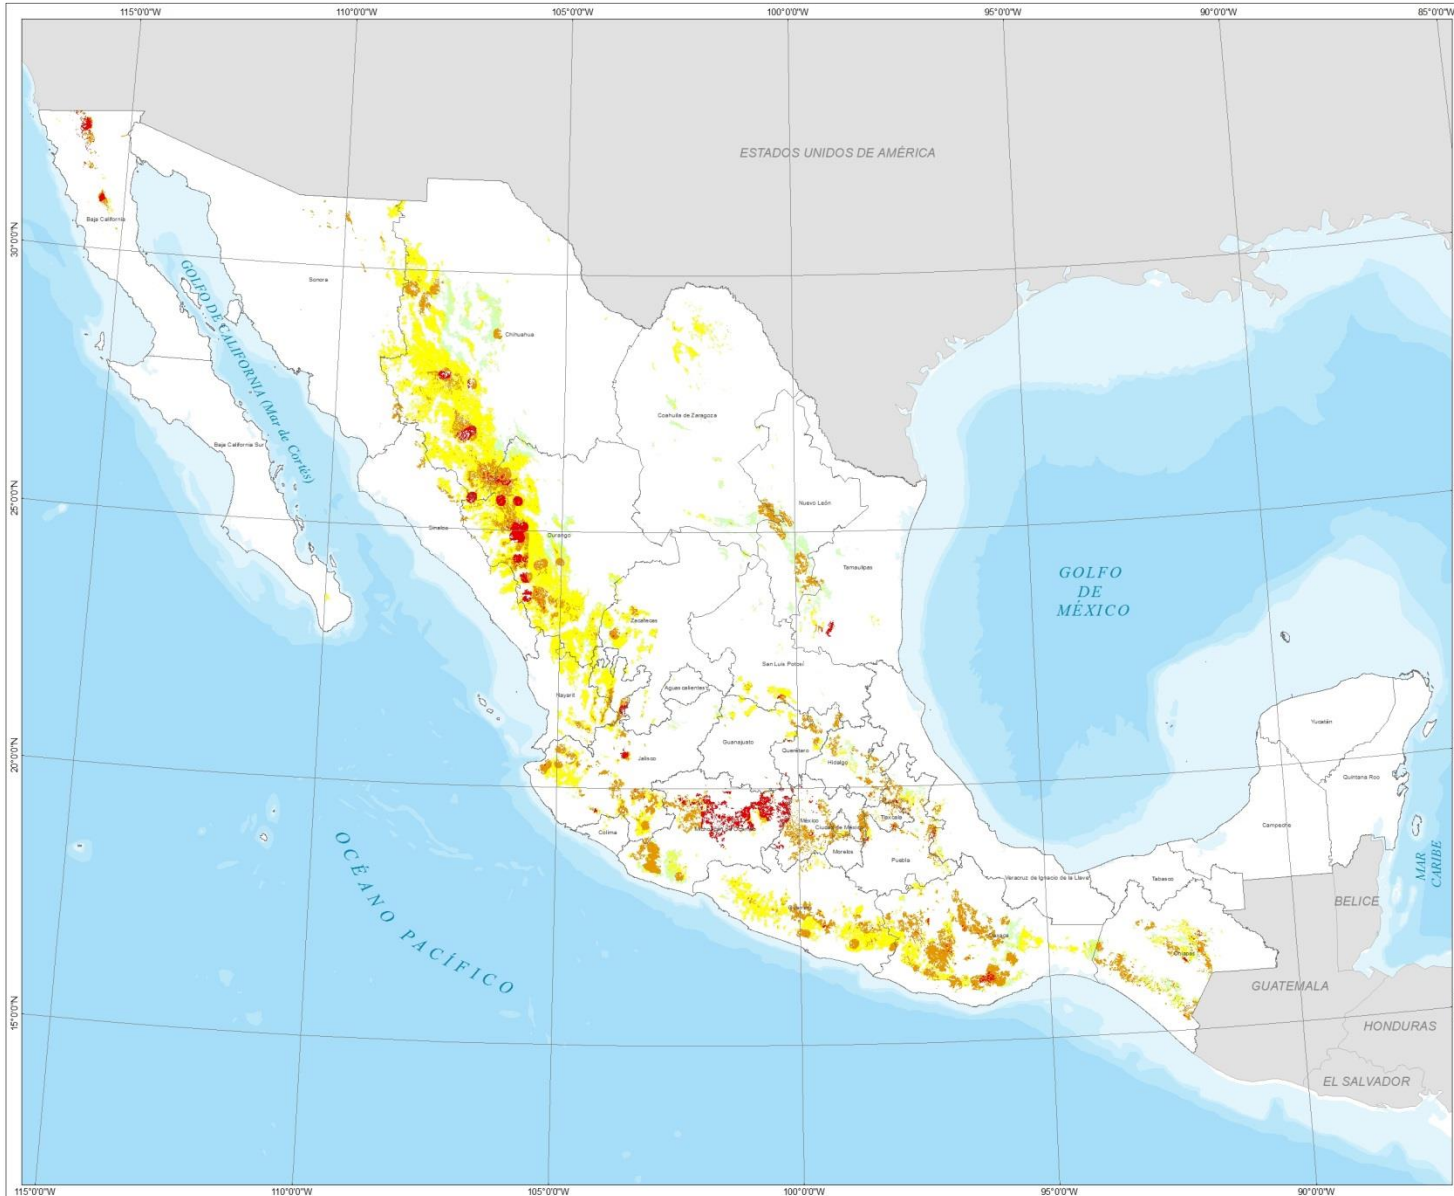 115°0'0"W 110°0'0"W 105°0'0"W 100°0'0"W 95°0'0"W 90°0'0"W 85°0'0"W
ESTADOS UNIDOS DE AMÉRICA
Baja California
30°0'0"N
Sonora
GOLFO DE CALIFORNIA (Mar de Cortés)
Chihuahua
Coahuila de Zaragoza
Baja California Sur
25°0'0"N
Nuevo León
Sinaloa
Durango
Tamaulipas
GOLFO
DE
MÉXICO
Zacatecas
San Luis Potosí
Nayarit
Aguascalientes
Yucatán
20°0'0"N
Guanajuato
Querétaro
Jalisco
Hidalgo
Quintana Roo
Colima
México
Ciudad de México
Tlaxcala
Campeche
Morelos
Puebla
MAR
CARIBE
Veracruz de Ignacio de la Llave
Tabasco
BELICE
OCÉANO PACÍFICO
Oaxaca
Chiapas
GUATEMALA
15°0'0"N
HONDURAS
EL SALVADOR
115°0'0"W 110°0'0"W 105°0'0"W 100°0'0"W 95°0'0"W 90°0'0"W